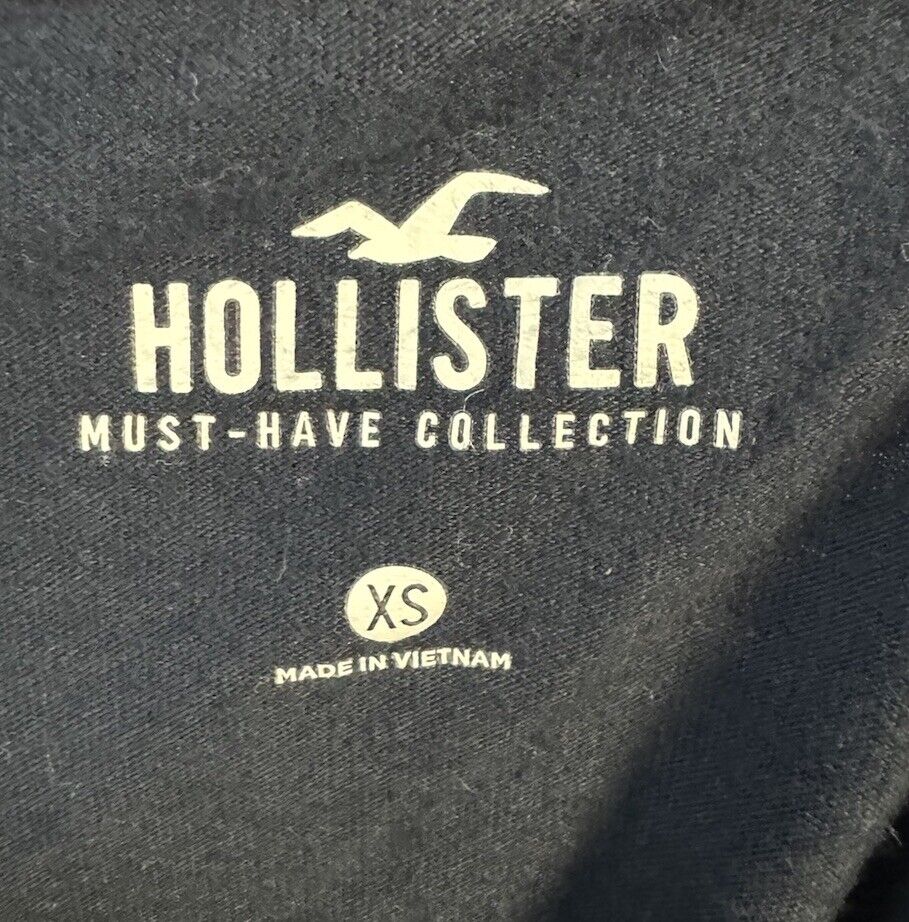 HOLLISTER
MUST-HAVE COLLECTION
XS
MADE IN VIETNAM